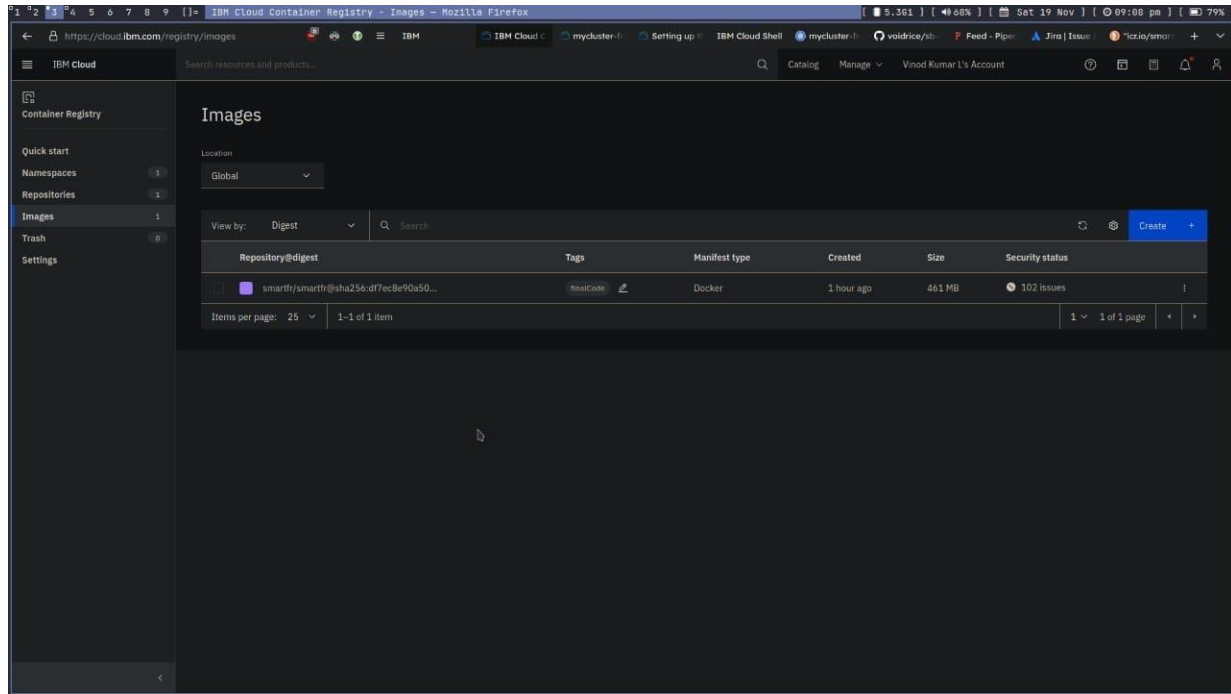 1 2 3 4 5 6 7 8 9 []= IBM Cloud Container Registry - Images — Mozilla Firefox [ 5.3Gi ] [ 68% ] [ Sat 19 Nov ] [ 09:08 pm ] [ 79%
https://cloud.ibm.com/registry/images IBM IBM Cloud C mycluster-fr Setting up t IBM Cloud Shell mycluster-fr voidrice/sb- Feed - Pipe Jira | Issue "icr.io/smar
IBM Cloud Search resources and products... Catalog Manage Vinod Kumar L's Account
Container Registry
Images
Quick start
Location
Namespaces 1
Global
Repositories 1
Images 1
View by: Digest Search Create +
Trash 0
Settings
Repository@digest Tags Manifest type Created Size Security status
smartfr/smartfr@sha256:df7ec8e90a50... finalCode Docker 1 hour ago 461 MB 102 issues
Items per page: 25 1–1 of 1 item 1 1 of 1 page